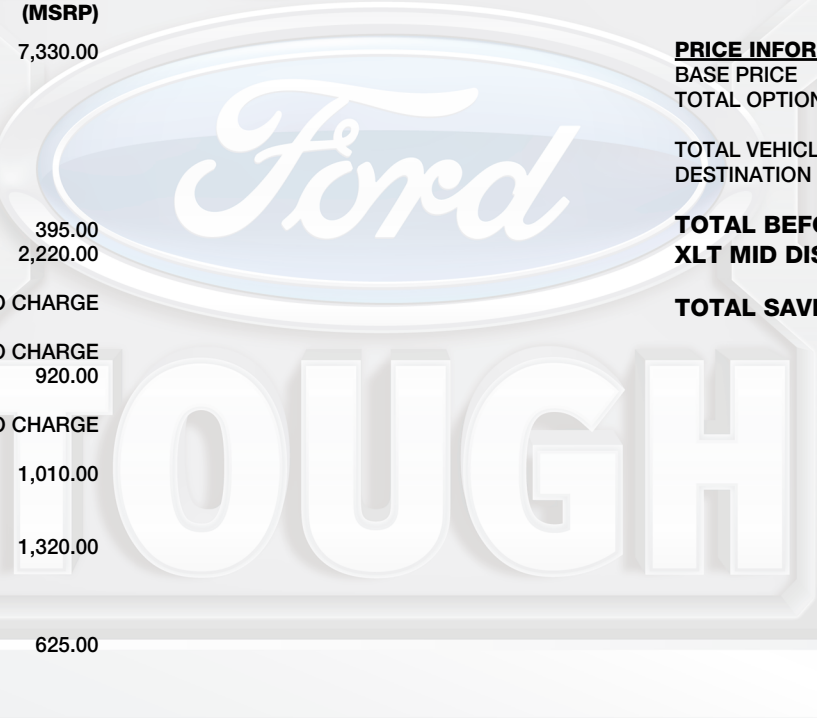 (MSRP)
7,330.00
395.00
2,220.00
CHARGE
CHARGE
920.00
CHARGE
1,010.00
1,320.00
625.00
PRICE INFOR
BASE PRICE
TOTAL OPTION
TOTAL VEHICL
DESTINATION
TOTAL BEFO
XLT MID DIS
TOTAL SAVI
Ford
TOUGH